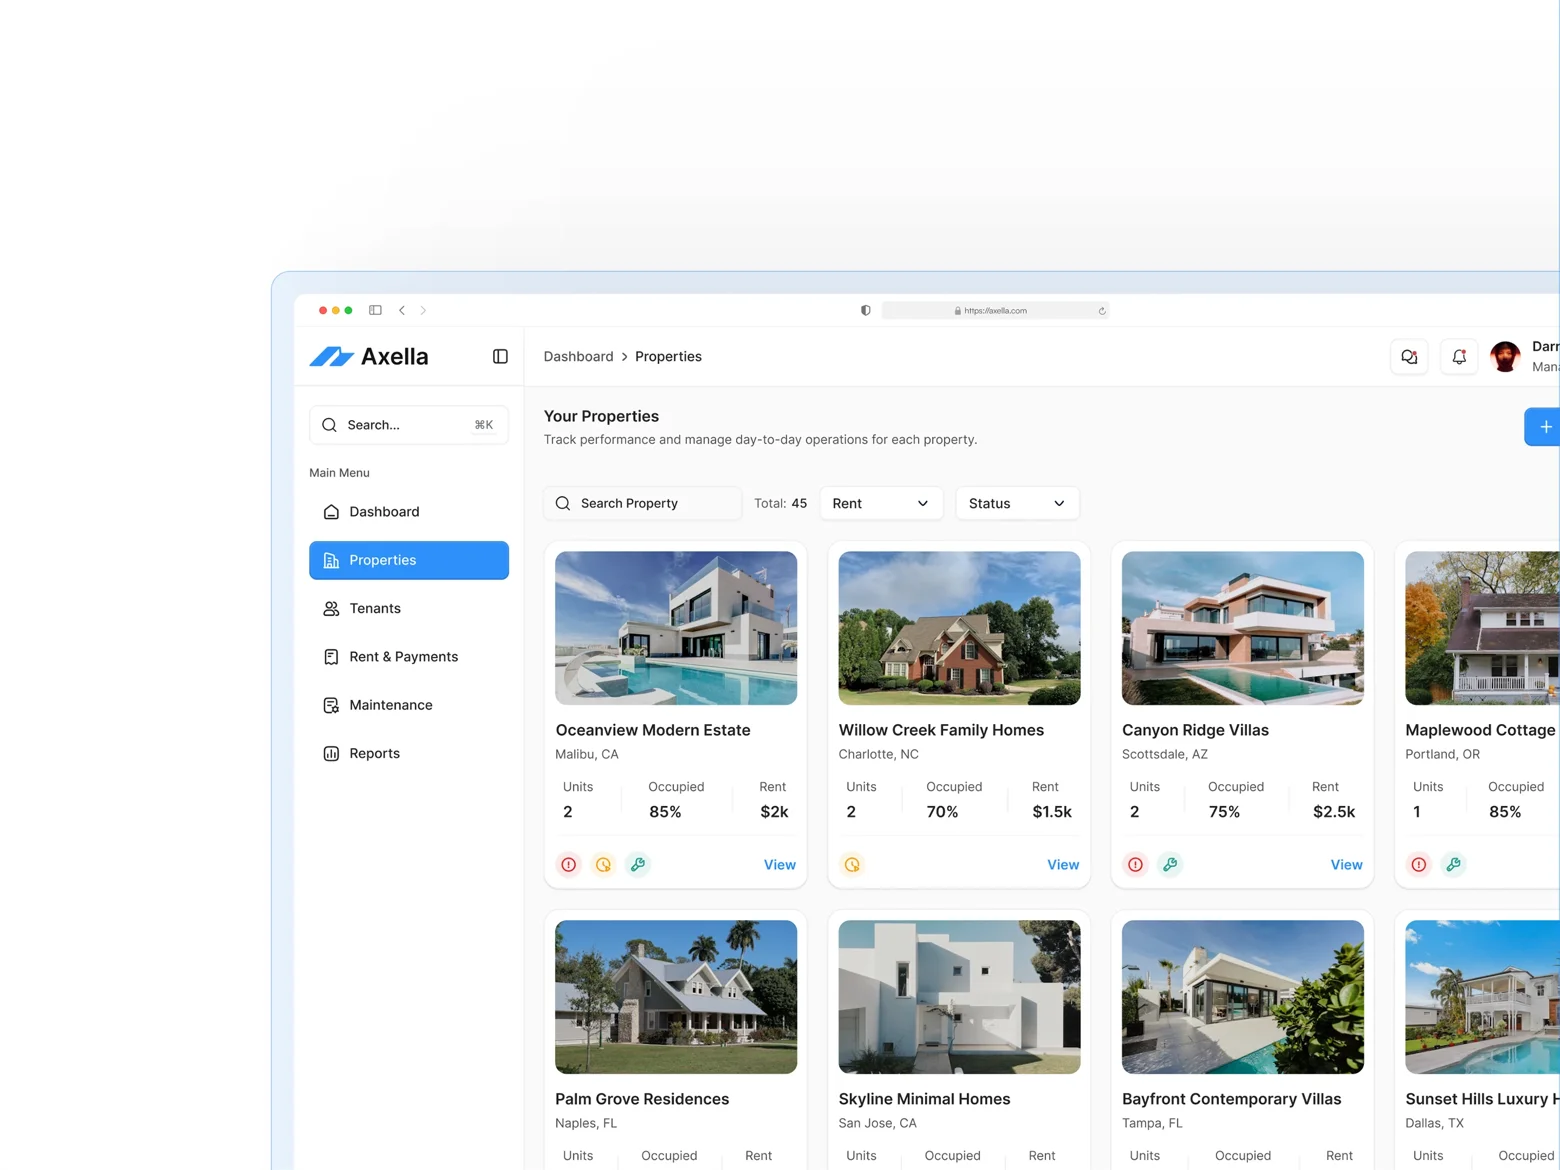 https://axella.com
Axella
Dashboard > Properties
Darr
Mana
Search... ⌘K
Main Menu
Dashboard
Properties
Tenants
Rent & Payments
Maintenance
Reports
Your Properties
Track performance and manage day-to-day operations for each property.
+
Search Property
Total: 45
Rent
Status
Oceanview Modern Estate
Malibu, CA
Units Occupied Rent
2 85% $2k
View
Willow Creek Family Homes
Charlotte, NC
Units Occupied Rent
2 70% $1.5k
View
Canyon Ridge Villas
Scottsdale, AZ
Units Occupied Rent
2 75% $2.5k
View
Maplewood Cottage
Portland, OR
Units Occupied
1 85%
Palm Grove Residences
Naples, FL
Units Occupied Rent
Skyline Minimal Homes
San Jose, CA
Units Occupied Rent
Bayfront Contemporary Villas
Tampa, FL
Units Occupied Rent
Sunset Hills Luxury H
Dallas, TX
Units Occupied